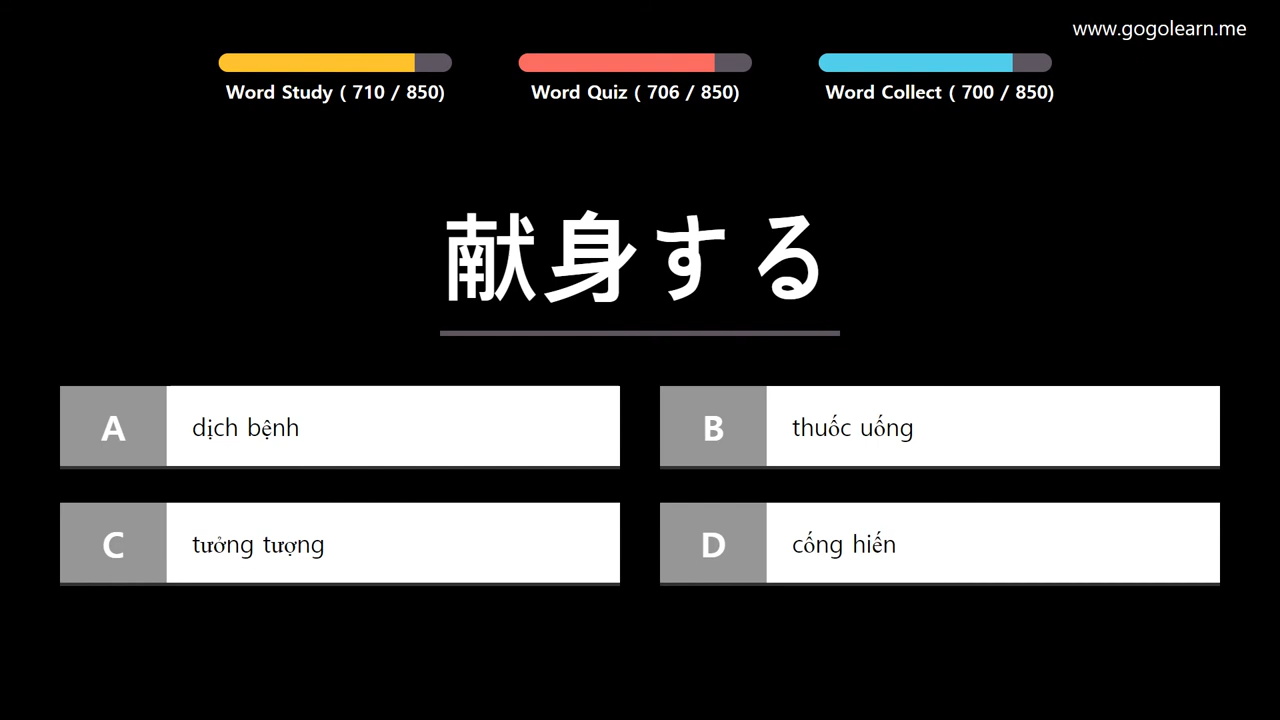 www.gogolearn.me
Word Study ( 710 / 850)
Word Quiz ( 706 / 850)
Word Collect ( 700 / 850)
献身する
A dịch bệnh
B thuốc uống
C tưởng tượng
D cống hiến